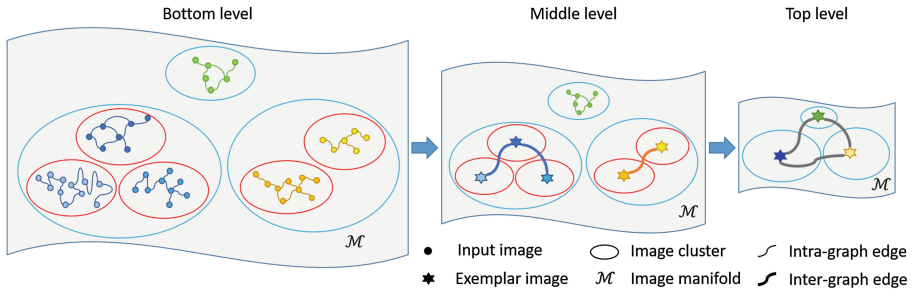 Bottom level
Middle level
Top level
ℳ
ℳ
ℳ
Input image
Image cluster
Intra-graph edge
Exemplar image
ℳ Image manifold
Inter-graph edge